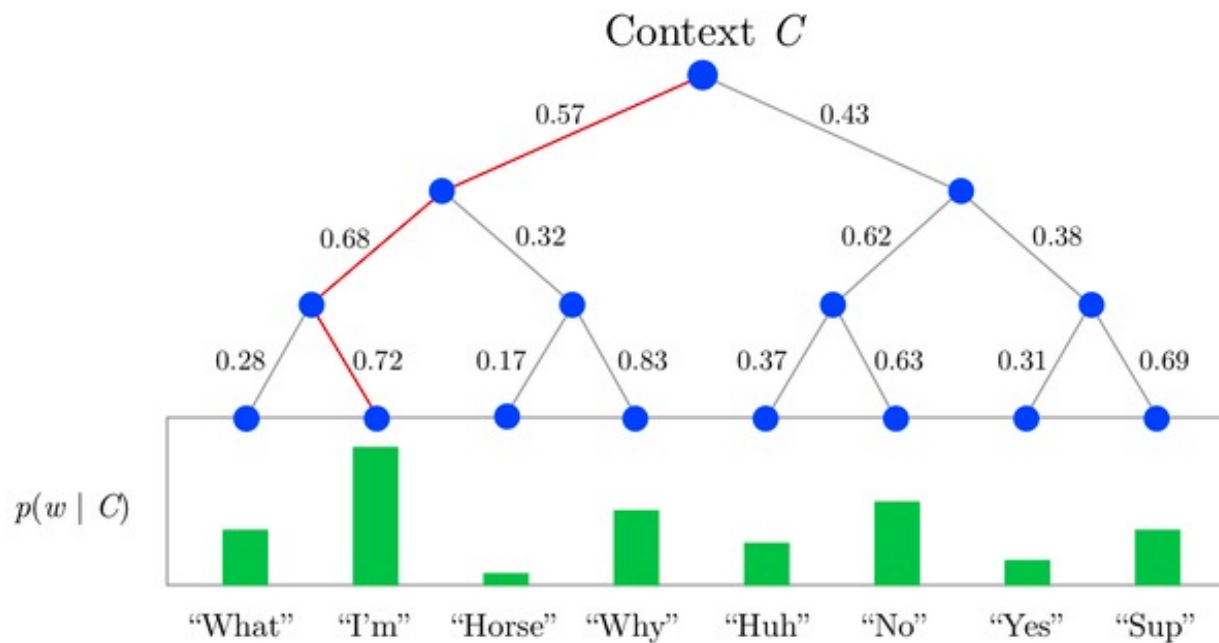 Context C
0.57 0.43
0.68 0.32 0.62 0.38
0.28 0.72 0.17 0.83 0.37 0.63 0.31 0.69
p(w | C)
“What” “I’m” “Horse” “Why” “Huh” “No” “Yes” “Sup”